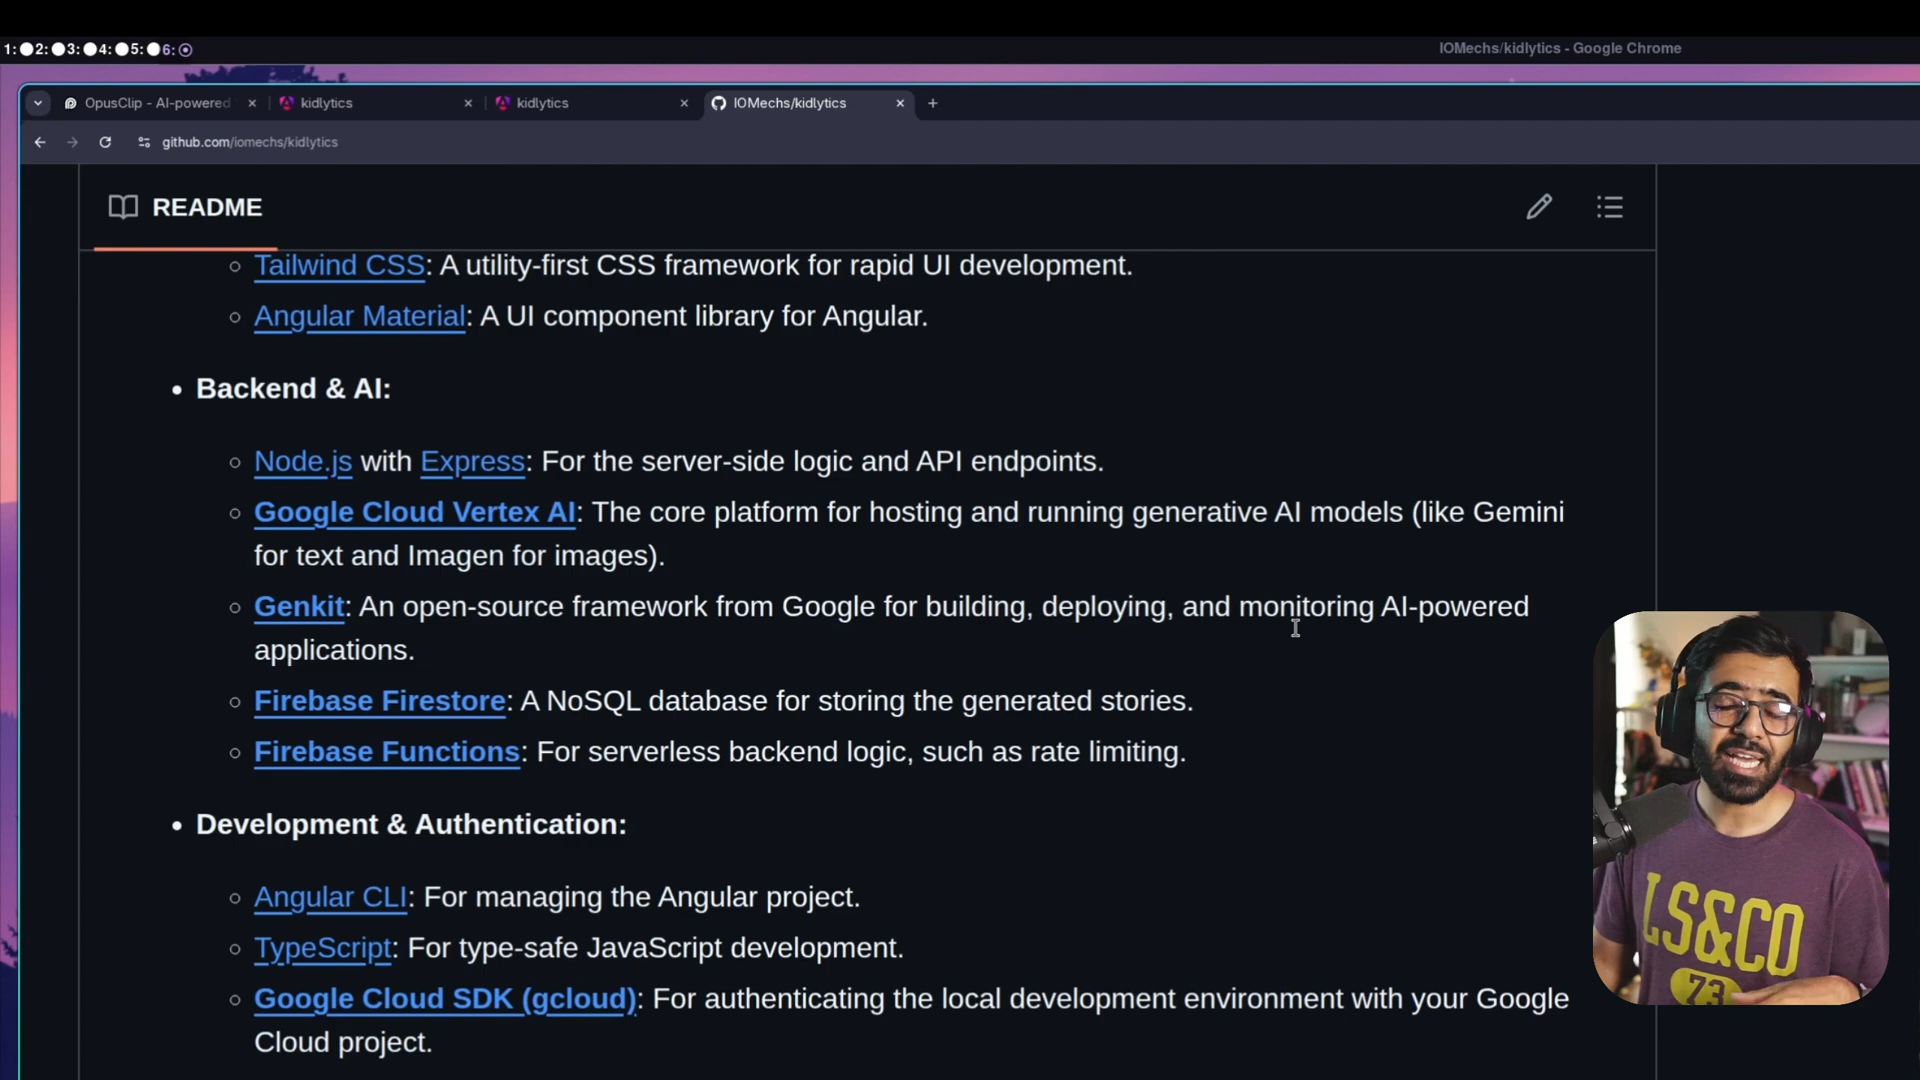 1: 2: 3: 4: 5: 6:
IOMechs/kidlytics - Google Chrome
OpusClip - AI-powered
kidlytics
kidlytics
IOMechs/kidlytics
github.com/iomechs/kidlytics
README
Tailwind CSS: A utility-first CSS framework for rapid UI development.
Angular Material: A UI component library for Angular.
Backend & AI:
Node.js with Express: For the server-side logic and API endpoints.
Google Cloud Vertex AI: The core platform for hosting and running generative AI models (like Gemini
for text and Imagen for images).
Genkit: An open-source framework from Google for building, deploying, and monitoring AI-powered
applications.
Firebase Firestore: A NoSQL database for storing the generated stories.
Firebase Functions: For serverless backend logic, such as rate limiting.
Development & Authentication:
Angular CLI: For managing the Angular project.
TypeScript: For type-safe JavaScript development.
Google Cloud SDK (gcloud): For authenticating the local development environment with your Google
Cloud project.
LS&CO
73